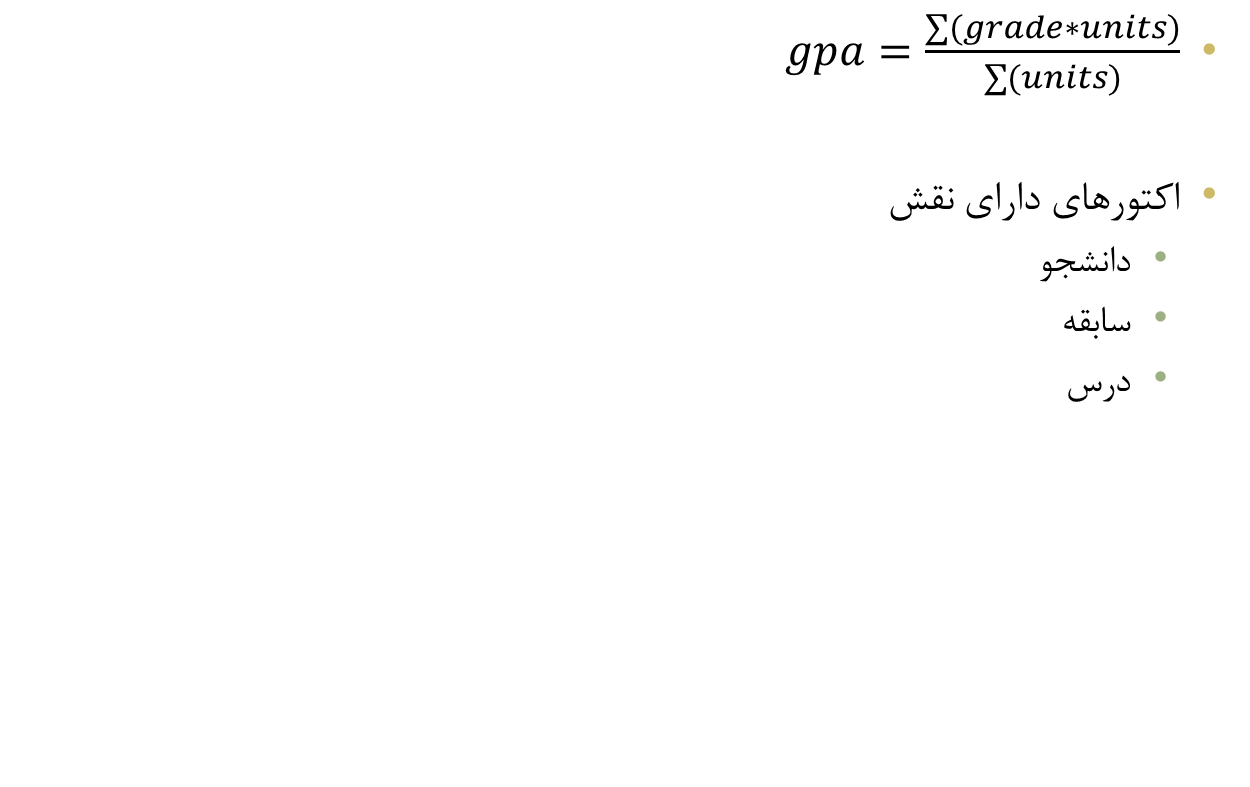 • gpa = ∑(grade*units) / ∑(units)
• اکتورهای دارای نقش
• دانشجو
• سابقه
• درس